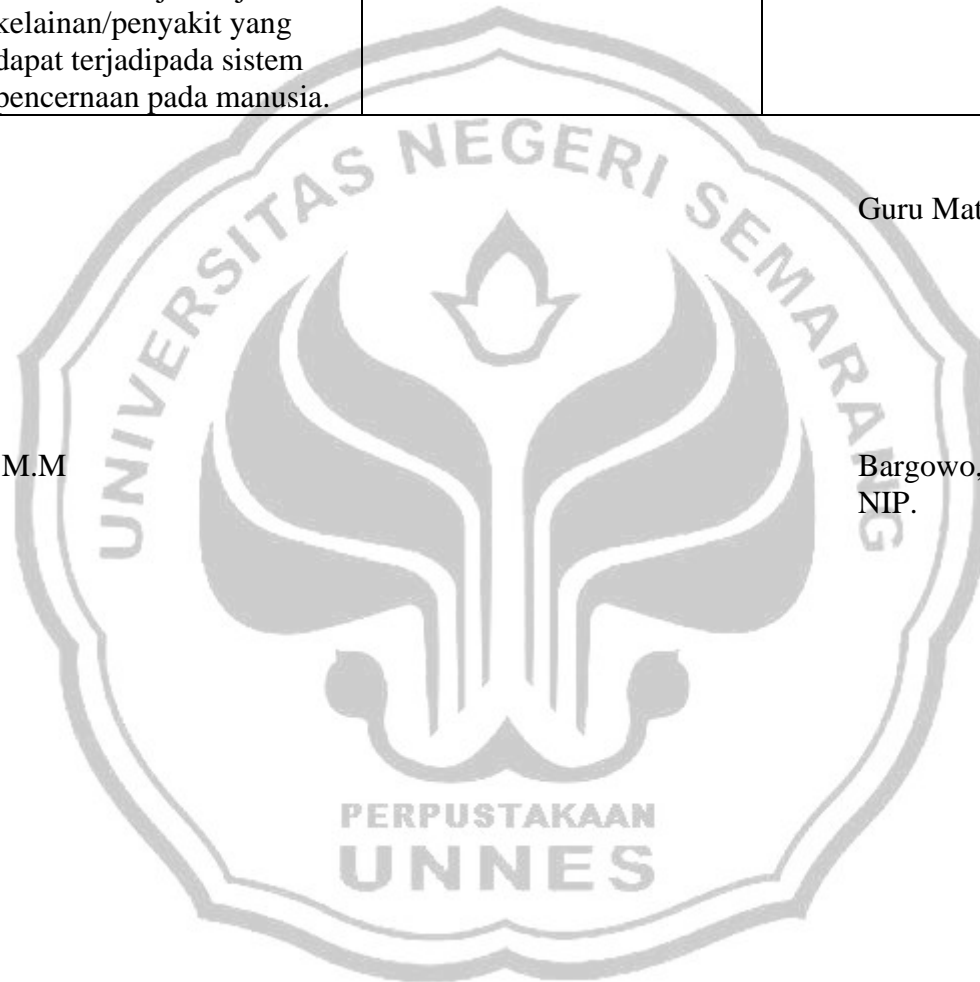 kelainan/penyakit yang
dapat terjadipada sistem
pencernaan pada manusia.
UNIVERSITAS NEGERI SEMARANG
Guru Mat
M.M
Bargowo,
NIP.
PERPUSTAKAAN
UNNES